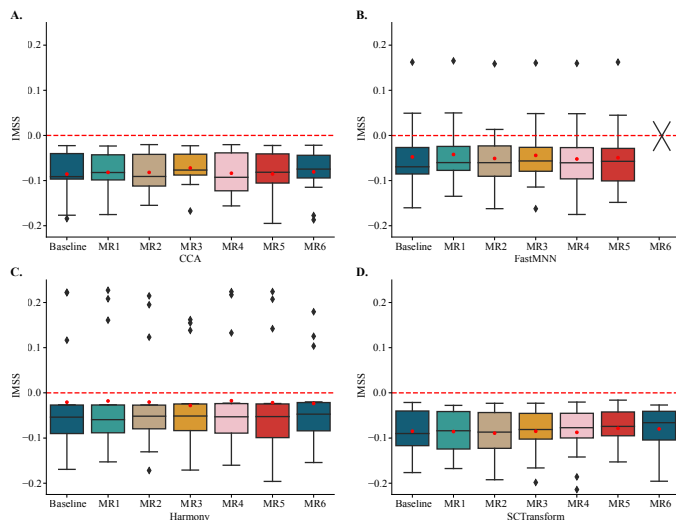 A.
0.2
0.1
0.0
−0.1
−0.2
IMSS
Baseline MR1 MR2 MR3 MR4 MR5 MR6
CCA
B.
0.2
0.1
0.0
−0.1
−0.2
IMSS
Baseline MR1 MR2 MR3 MR4 MR5 MR6
FastMNN
C.
0.2
0.1
0.0
−0.1
−0.2
IMSS
Baseline MR1 MR2 MR3 MR4 MR5 MR6
Harmony
D.
0.2
0.1
0.0
−0.1
−0.2
IMSS
Baseline MR1 MR2 MR3 MR4 MR5 MR6
SCTransform